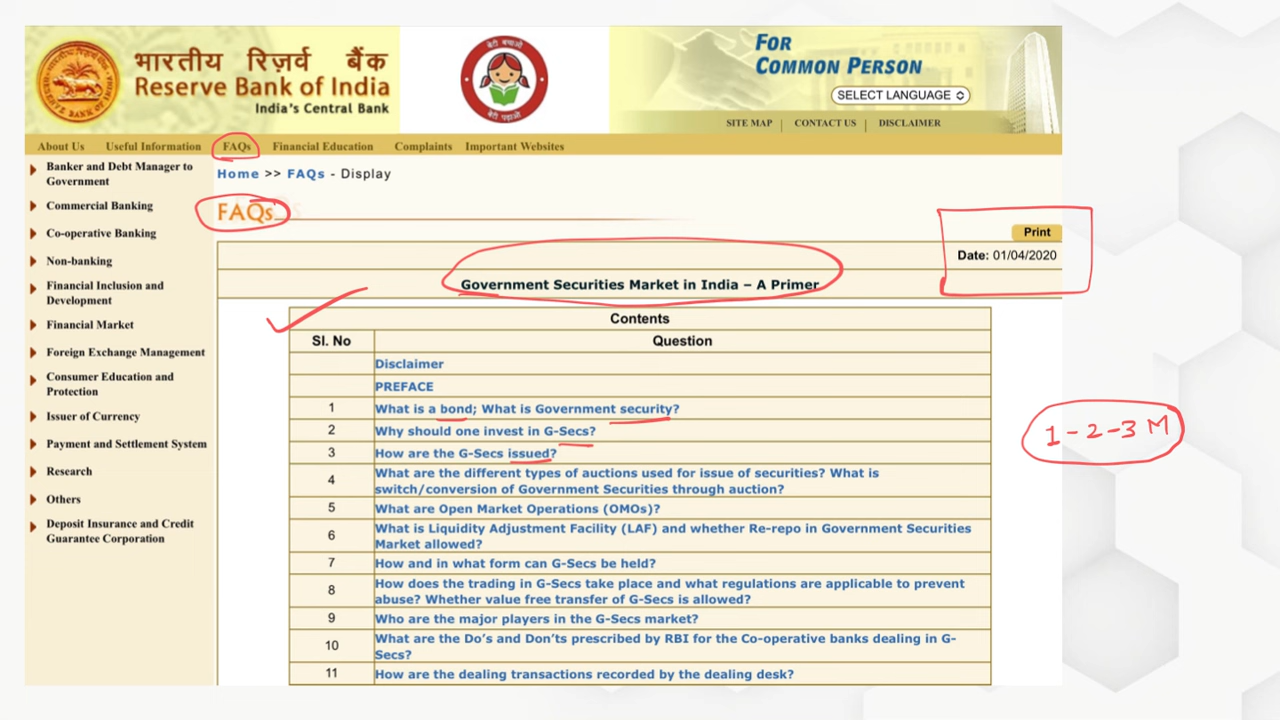 भारतीय रिज़र्व बैंक
Reserve Bank of India
India's Central Bank
बेटी बचाओ
बेटी पढ़ाओ
FOR
COMMON PERSON
SELECT LANGUAGE
SITE MAP | CONTACT US | DISCLAIMER
About Us Useful Information FAQs Financial Education Complaints Important Websites
Banker and Debt Manager to
Government
Commercial Banking
Co-operative Banking
Non-banking
Financial Inclusion and
Development
Financial Market
Foreign Exchange Management
Consumer Education and
Protection
Issuer of Currency
Payment and Settlement System
Research
Others
Deposit Insurance and Credit
Guarantee Corporation
Home >> FAQs - Display
FAQs
Print
Date: 01/04/2020
Government Securities Market in India – A Primer
Contents
Sl. No Question
Disclaimer
PREFACE
1 What is a bond; What is Government security?
2 Why should one invest in G-Secs?
3 How are the G-Secs issued?
4 What are the different types of auctions used for issue of securities? What is
switch/conversion of Government Securities through auction?
5 What are Open Market Operations (OMOs)?
6 What is Liquidity Adjustment Facility (LAF) and whether Re-repo in Government Securities
Market allowed?
7 How and in what form can G-Secs be held?
8 How does the trading in G-Secs take place and what regulations are applicable to prevent
abuse? Whether value free transfer of G-Secs is allowed?
9 Who are the major players in the G-Secs market?
10 What are the Do's and Don'ts prescribed by RBI for the Co-operative banks dealing in G-
Secs?
11 How are the dealing transactions recorded by the dealing desk?
1-2-3 M